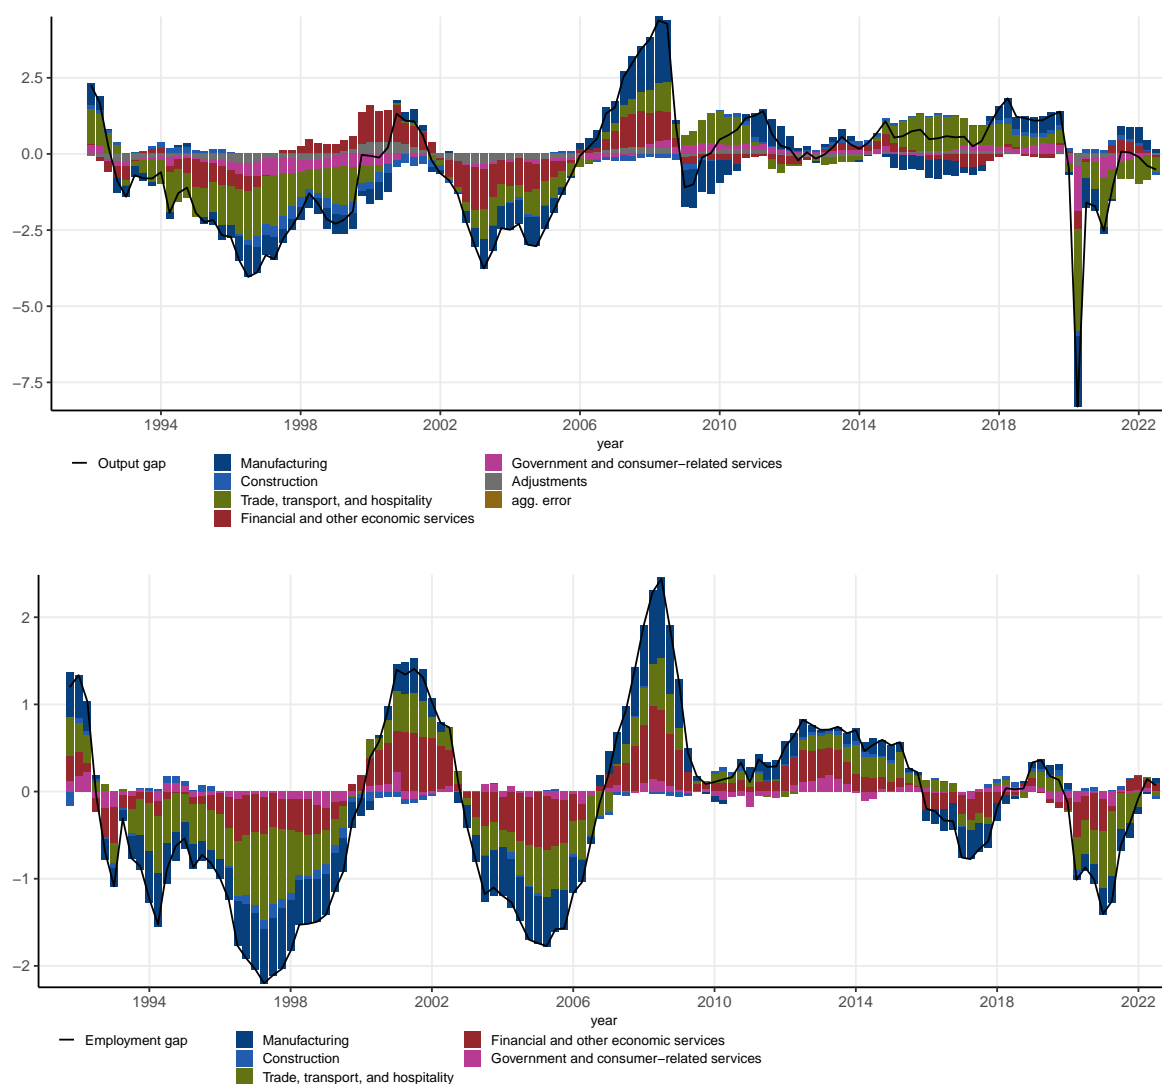 2.5
0.0
−2.5
−5.0
−7.5
1994 1998 2002 2006 2010 2014 2018 2022
year
Output gap Manufacturing Government and consumer−related services
Construction Adjustments
Trade, transport, and hospitality agg. error
Financial and other economic services
2
1
0
−1
−2
1994 1998 2002 2006 2010 2014 2018 2022
year
Employment gap Manufacturing Financial and other economic services
Construction Government and consumer−related services
Trade, transport, and hospitality